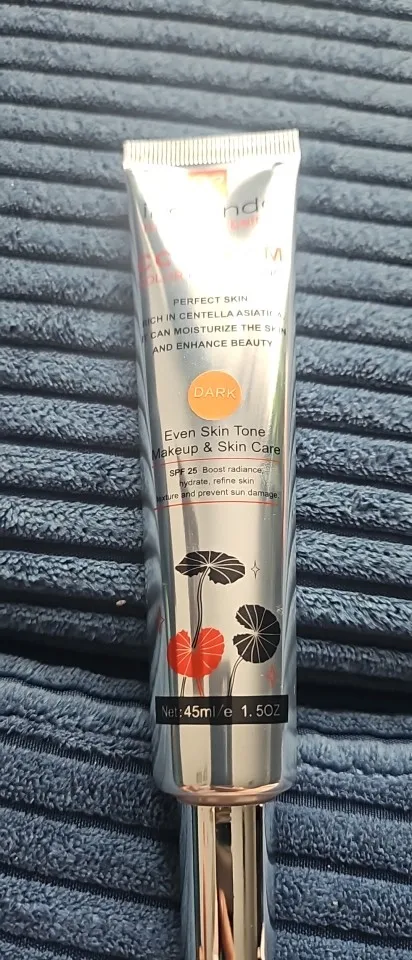 PERFECT SKIN
RICH IN CENTELLA ASIATICA
IT CAN MOISTURIZE THE SKIN
AND ENHANCE BEAUTY
DARK
Even Skin Tone
Makeup & Skin Care
SPF 25 Boost radiance,
hydrate, refine skin
texture and prevent sun damage.
Net:45ml/e 1.5OZ